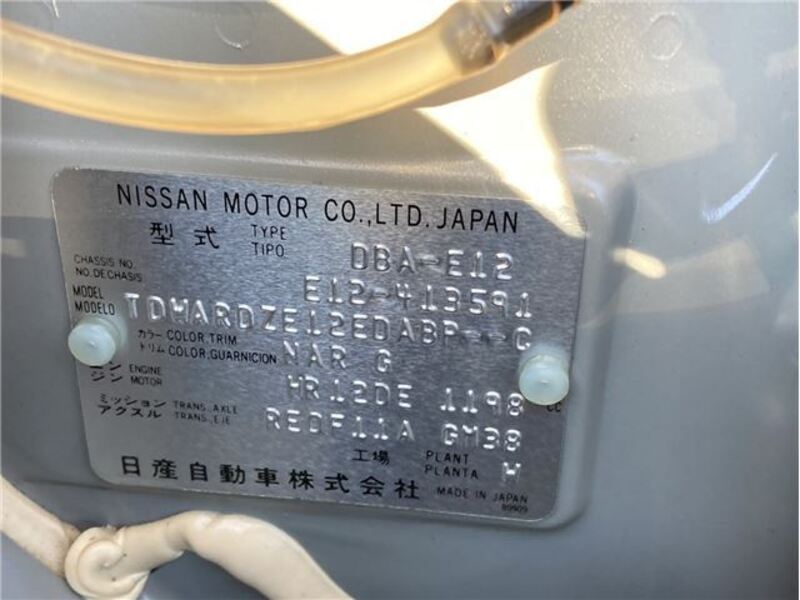 NISSAN MOTOR CO.,LTD. JAPAN
型式 TYPE TIPO DBA-E12
CHASSIS NO. NO. DE CHASIS E12-413591
MODEL MODELO TDWARDZE12EDABP--C
カラー COLOR, TRIM
トリム COLOR, GUARNICION NAR G
エンジン ENGINE MOTOR HR12DE 1198 CC
ミッション TRANS. AXLE
アクスル TRANS., EJE REDF11A GM38
工場 PLANT PLANTA H
日産自動車株式会社 MADE IN JAPAN